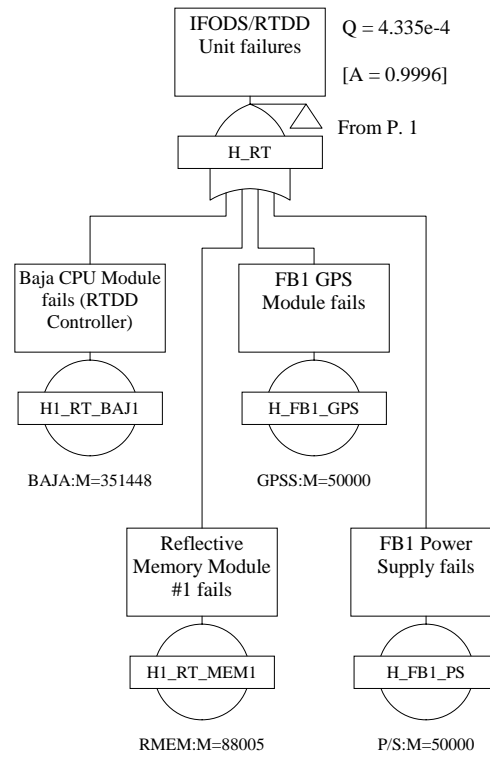 IFODS/RTDD
Unit failures
Q = 4.335e-4
[A = 0.9996]
From P. 1
H_RT
Baja CPU Module
fails (RTDD
Controller)
H1_RT_BAJ1
BAJA:M=351448
FB1 GPS
Module fails
H_FB1_GPS
GPSS:M=50000
Reflective
Memory Module
#1 fails
H1_RT_MEM1
RMEM:M=88005
FB1 Power
Supply fails
H_FB1_PS
P/S:M=50000